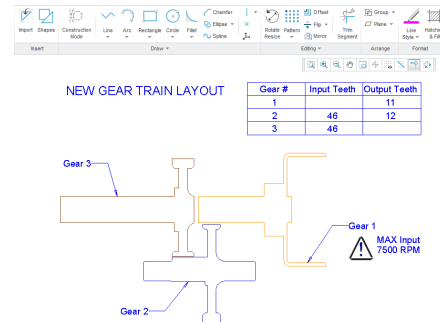 Import Shapes Construction Mode Line Arc Rectangle Circle Fillet Chamfer Ellipse Spline Rotate Resize Pattern Offset Flip Mirror Trim Segment Group Plane Line Style Hatche & Fill
Insert Draw Editing Arrange Format
NEW GEAR TRAIN LAYOUT
Gear # Input Teeth Output Teeth
1 11
2 46 12
3 46
Gear 3
Gear 1
MAX Input
7500 RPM
Gear 2